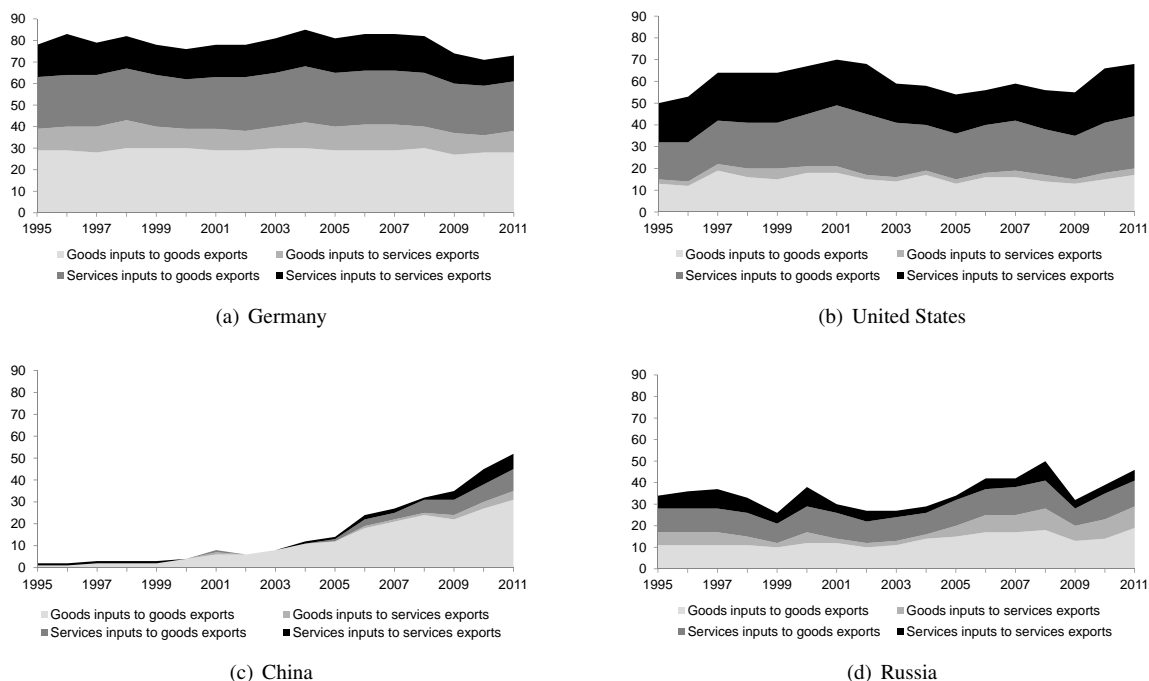 90
80
70
60
50
40
30
20
10
0
1995 1997 1999 2001 2003 2005 2007 2009 2011
Goods inputs to goods exports Goods inputs to services exports
Services inputs to goods exports Services inputs to services exports
(a) Germany
90
80
70
60
50
40
30
20
10
0
1995 1997 1999 2001 2003 2005 2007 2009 2011
Goods inputs to goods exports Goods inputs to services exports
Services inputs to goods exports Services inputs to services exports
(b) United States
90
80
70
60
50
40
30
20
10
0
1995 1997 1999 2001 2003 2005 2007 2009 2011
Goods inputs to goods exports Goods inputs to services exports
Services inputs to goods exports Services inputs to services exports
(c) China
90
80
70
60
50
40
30
20
10
0
1995 1997 1999 2001 2003 2005 2007 2009 2011
Goods inputs to goods exports Goods inputs to services exports
Services inputs to goods exports Services inputs to services exports
(d) Russia